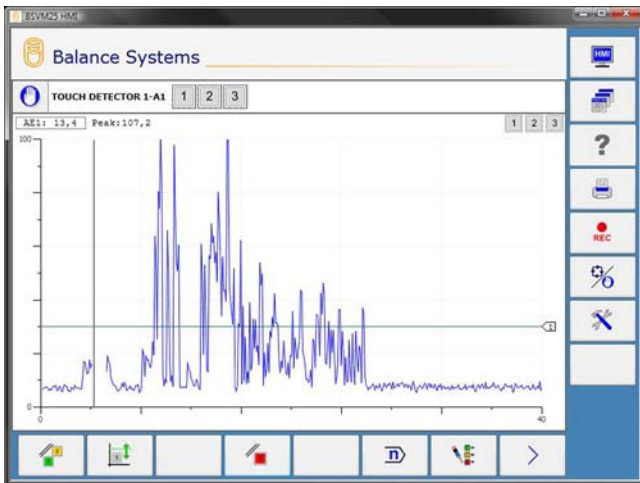 BSVM25 HMI
Balance Systems
HMI
TOUCH DETECTOR 1-A1 1 2 3
AE1: 13,4 Peak:107,2 1 2 3
100
?
REC
1
0
0 40
n